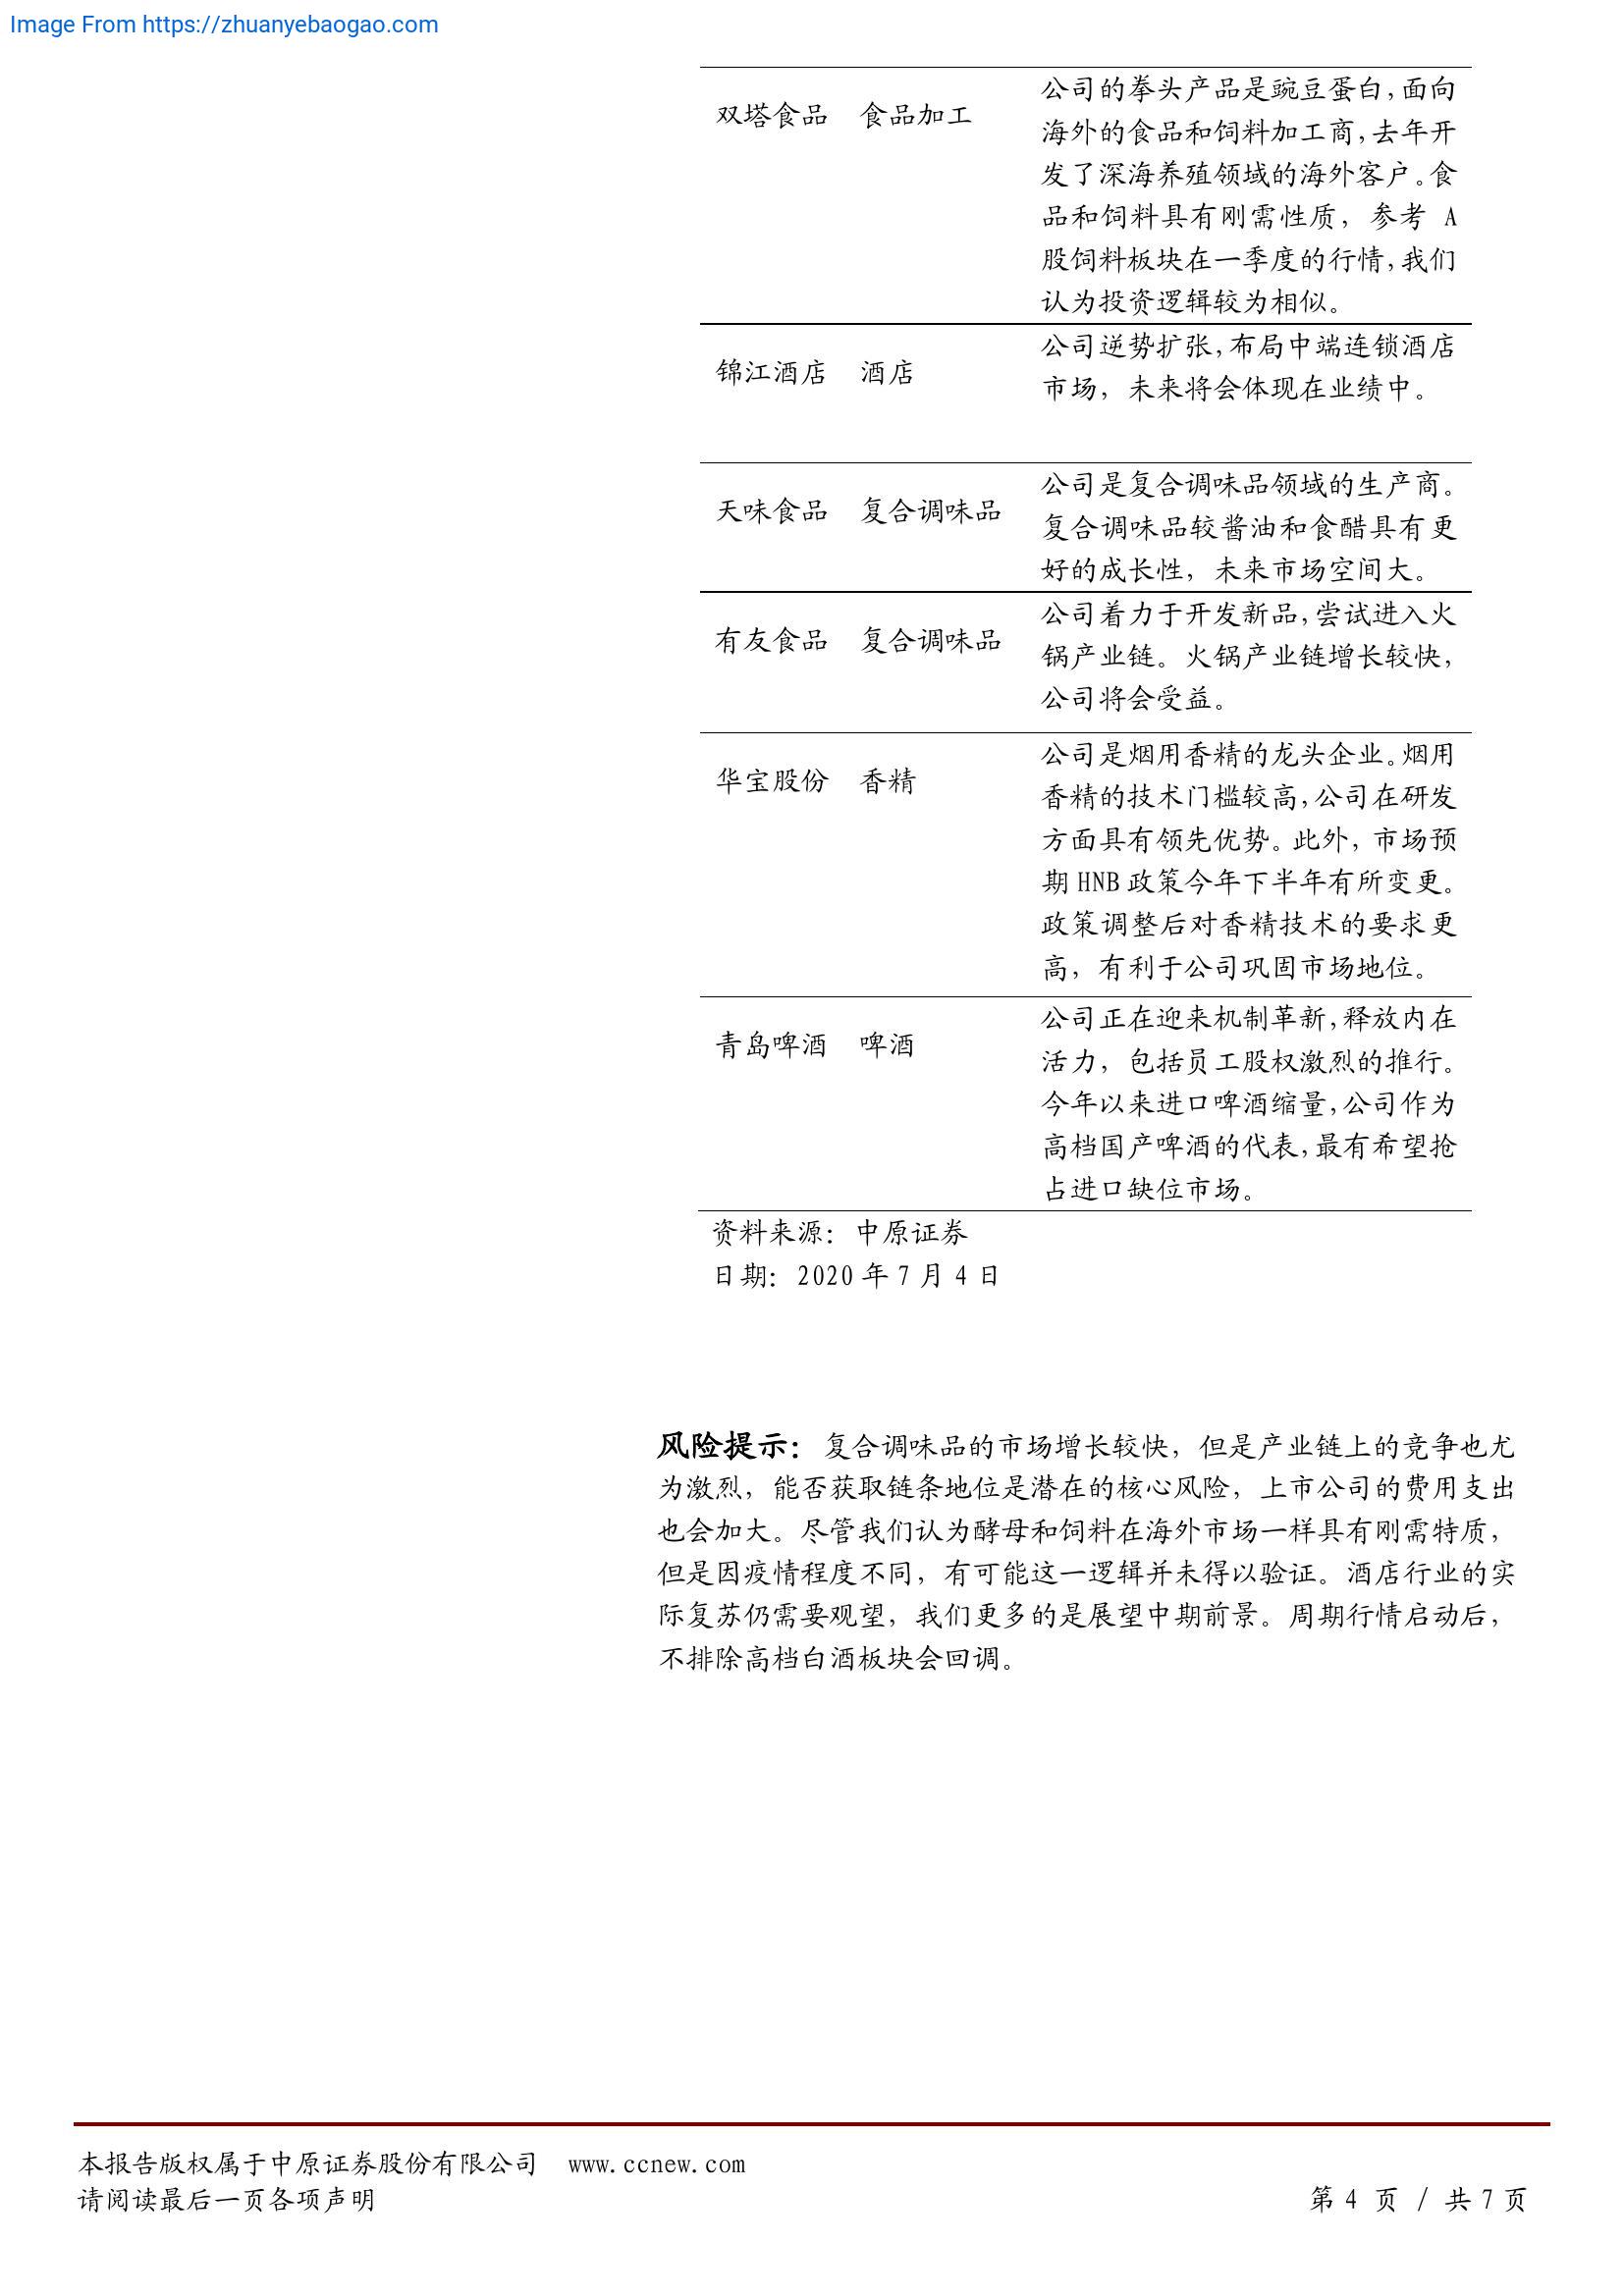 Image From https://zhuanyebaogao.com
双塔食品 食品加工 公司的拳头产品是豌豆蛋白,面向
海外的食品和饲料加工商,去年开
发了深海养殖领域的海外客户。食
品和饲料具有刚需性质，参考 A
股饲料板块在一季度的行情,我们
认为投资逻辑较为相似。
锦江酒店 酒店 公司逆势扩张,布局中端连锁酒店
市场，未来将会体现在业绩中。
天味食品 复合调味品 公司是复合调味品领域的生产商。
复合调味品较酱油和食醋具有更
好的成长性，未来市场空间大。
有友食品 复合调味品 公司着力于开发新品,尝试进入火
锅产业链。火锅产业链增长较快，
公司将会受益。
华宝股份 香精 公司是烟用香精的龙头企业。烟用
香精的技术门槛较高,公司在研发
方面具有领先优势。此外，市场预
期 HNB 政策今年下半年有所变更。
政策调整后对香精技术的要求更
高，有利于公司巩固市场地位。
青岛啤酒 啤酒 公司正在迎来机制革新,释放内在
活力，包括员工股权激烈的推行。
今年以来进口啤酒缩量,公司作为
高档国产啤酒的代表,最有希望抢
占进口缺位市场。
资料来源：中原证券
日期：2020 年 7 月 4 日
风险提示：复合调味品的市场增长较快，但是产业链上的竞争也尤
为激烈，能否获取链条地位是潜在的核心风险，上市公司的费用支出
也会加大。尽管我们认为酵母和饲料在海外市场一样具有刚需特质，
但是因疫情程度不同，有可能这一逻辑并未得以验证。酒店行业的实
际复苏仍需要观望，我们更多的是展望中期前景。周期行情启动后，
不排除高档白酒板块会回调。
本报告版权属于中原证券股份有限公司 www.ccnew.com
请阅读最后一页各项声明 第 4 页 / 共 7 页